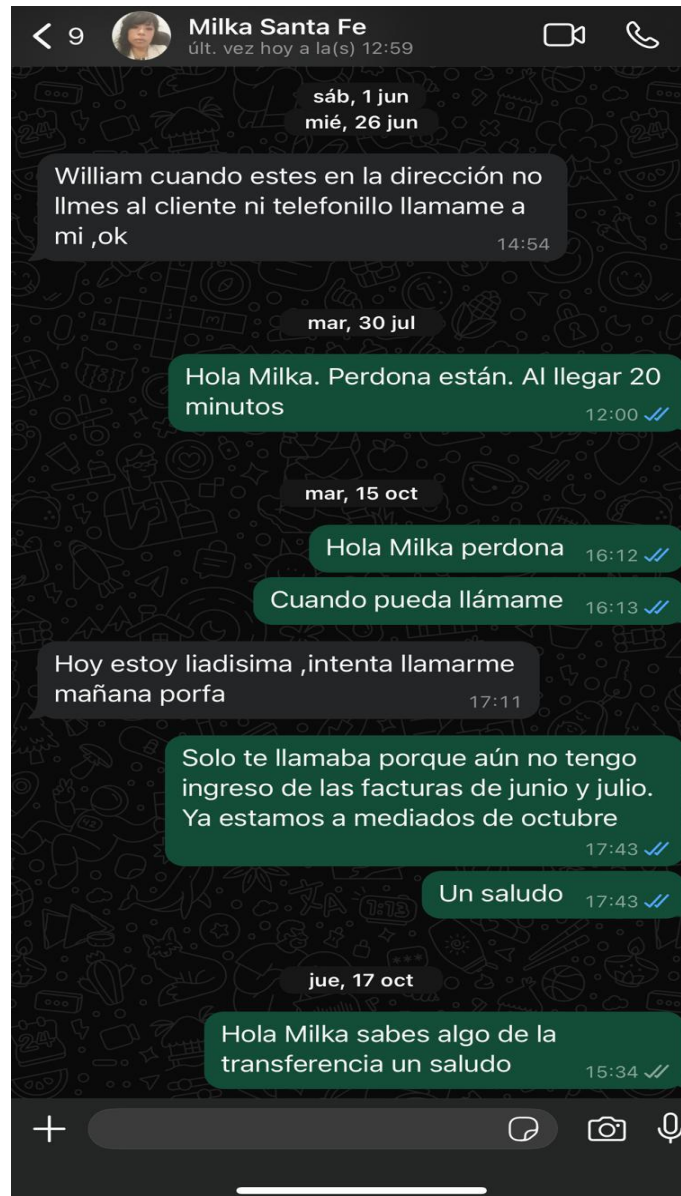 9
Milka Santa Fe
últ. vez hoy a la(s) 12:59
sáb, 1 jun
mié, 26 jun
William cuando estes en la dirección no
llmes al cliente ni telefonillo llamame a
mi ,ok
14:54
mar, 30 jul
Hola Milka. Perdona están. Al llegar 20
minutos
12:00
mar, 15 oct
Hola Milka perdona 16:12
Cuando pueda llámame 16:13
Hoy estoy liadisima ,intenta llamarme
mañana porfa
17:11
Solo te llamaba porque aún no tengo
ingreso de las facturas de junio y julio.
Ya estamos a mediados de octubre
17:43
Un saludo 17:43
jue, 17 oct
Hola Milka sabes algo de la
transferencia un saludo
15:34